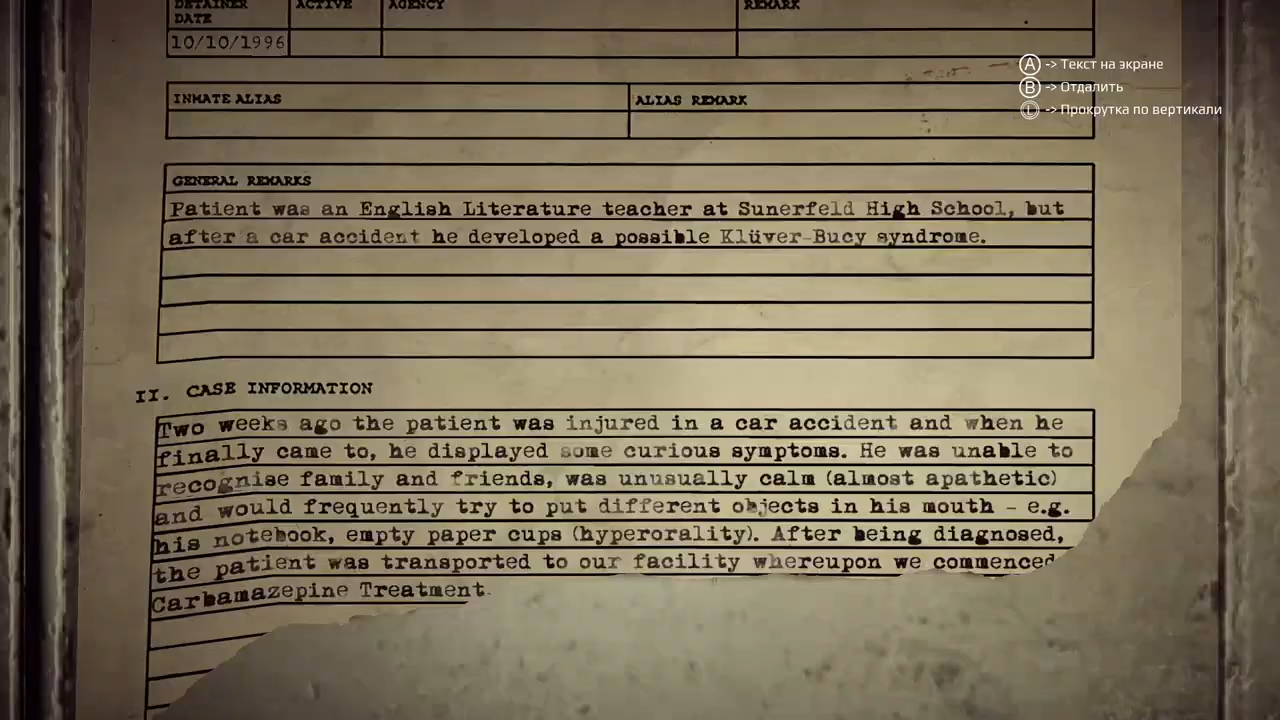 DETAINER ACTIVE AGENCY REMARK
DATE
10/10/1996
A -> Текст на экране
B -> Отдалить
L -> Прокрутка по вертикали
INMATE ALIAS ALIAS REMARK
GENERAL REMARKS
Patient was an English Literature teacher at Sunerfeld High School, but
after a car accident he developed a possible Klüver-Bucy syndrome.
II. CASE INFORMATION
Two weeks ago the patient was injured in a car accident and when he
finally came to, he displayed some curious symptoms. He was unable to
recognise family and friends, was unusually calm (almost apathetic)
and would frequently try to put different objects in his mouth - e.g.
his notebook, empty paper cups (hyperorality). After being diagnosed,
the patient was transported to our facility whereupon we commenced
Carbamazepine Treatment.